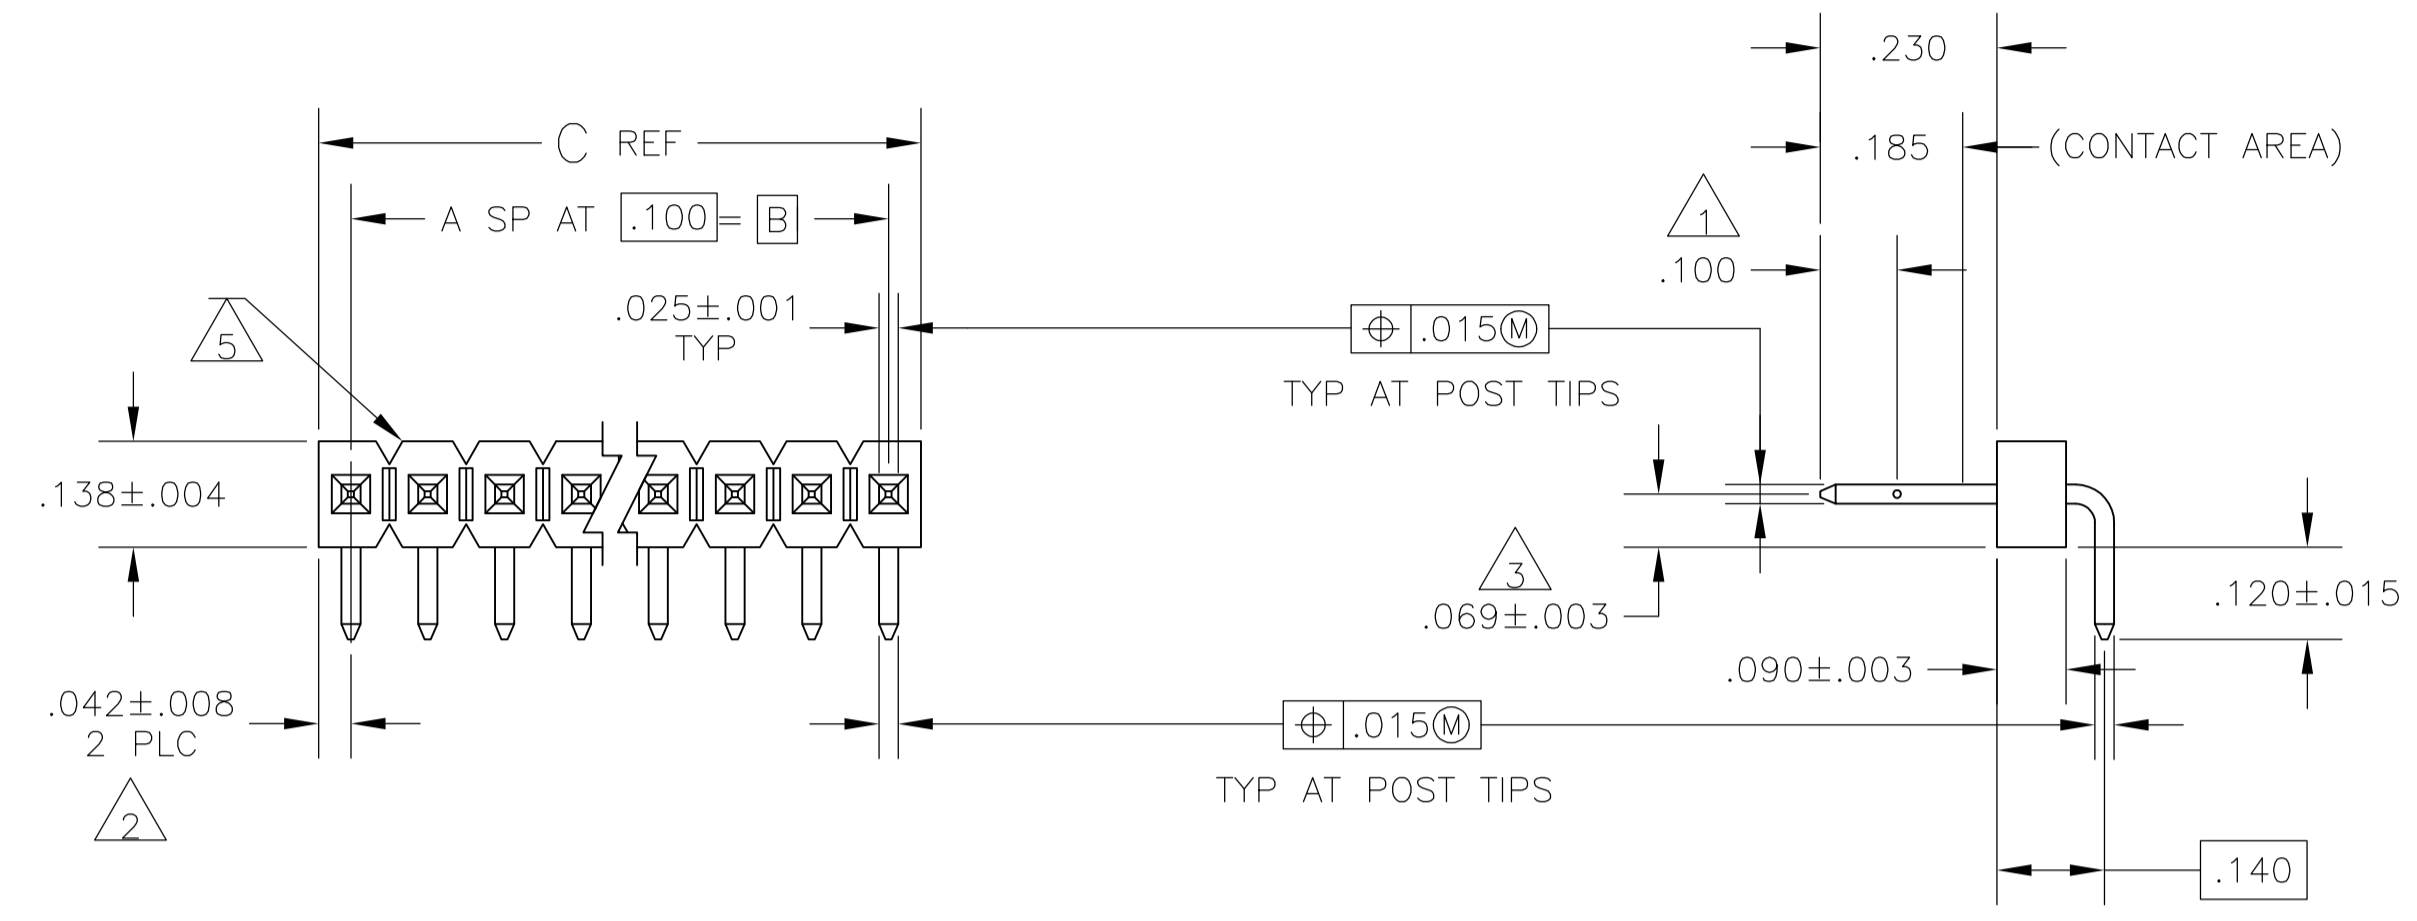 .230
C REF
.185 (CONTACT AREA)
A SP AT .100 = B
1
.100
.025±.001
TYP
5
⌖ .015Ⓜ
TYP AT POST TIPS
.138±.004
3
.069±.003
.120±.015
.090±.003
.042±.008
2 PLC
2
⌖ .015Ⓜ
TYP AT POST TIPS
.140